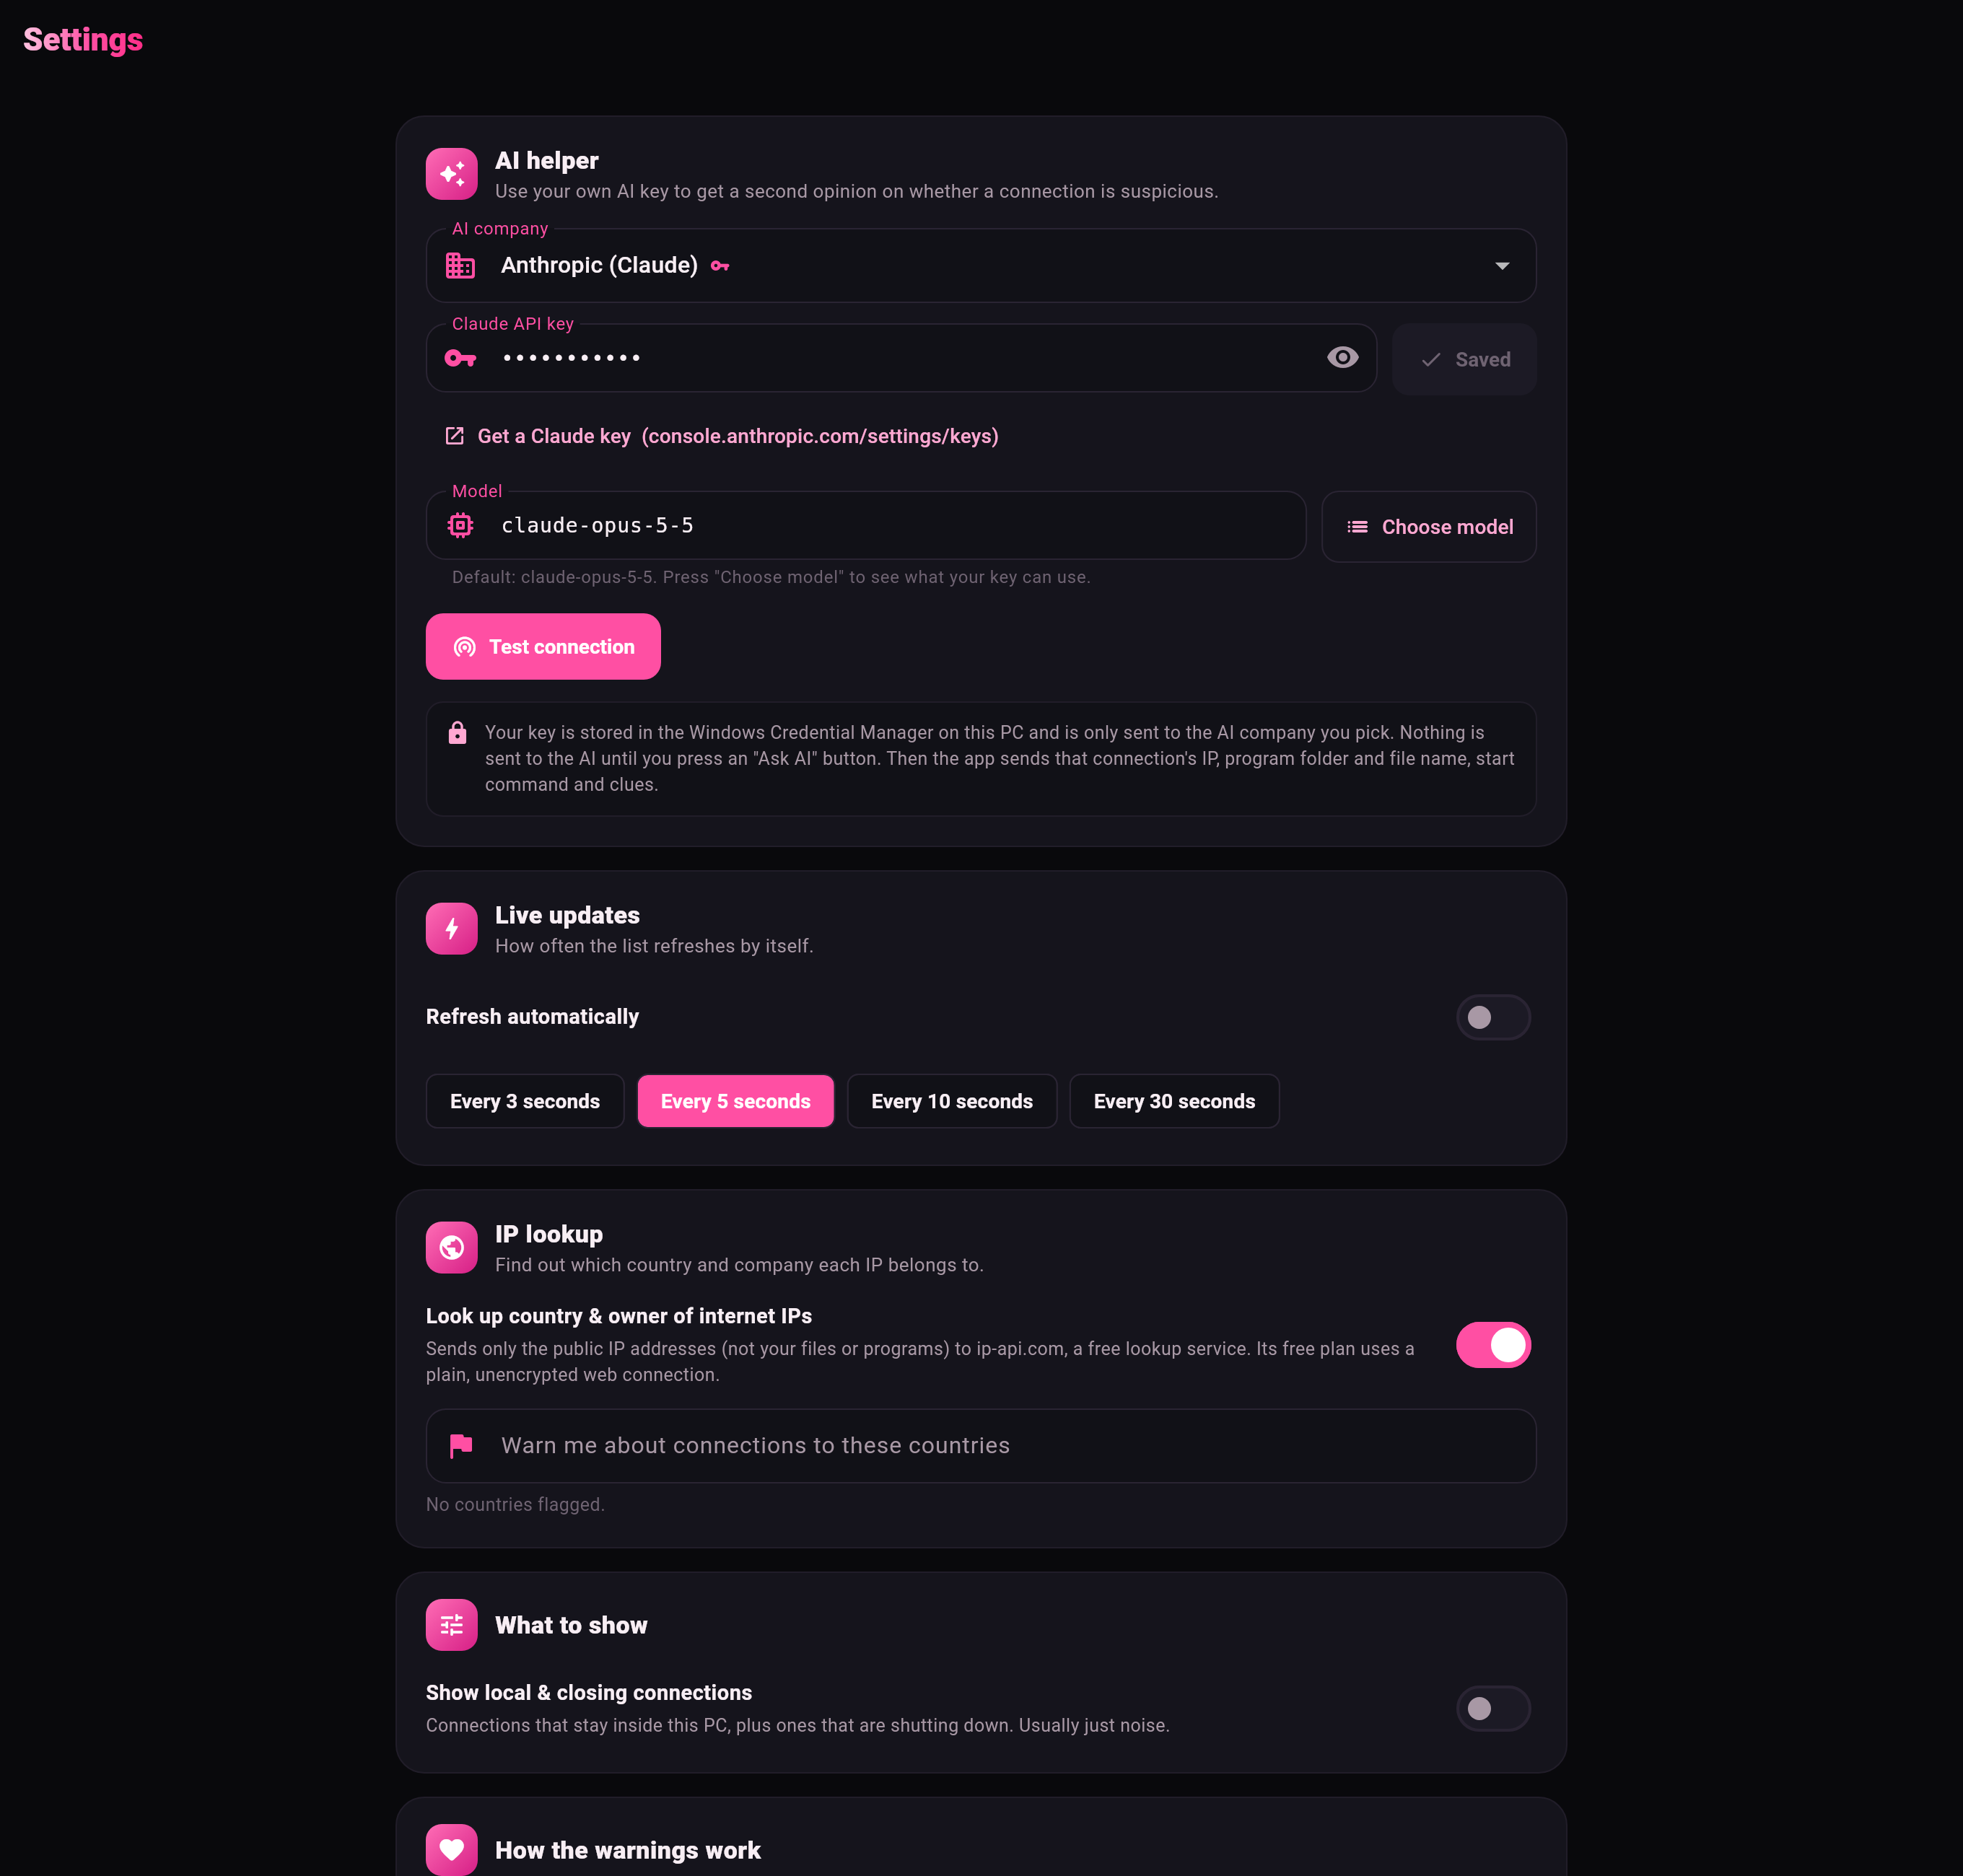 Settings
AI helper
Use your own AI key to get a second opinion on whether a connection is suspicious.
AI company
Anthropic (Claude)
Claude API key
•••••••••••
Saved
Get a Claude key (console.anthropic.com/settings/keys)
Model
claude-opus-5-5
Choose model
Default: claude-opus-5-5. Press "Choose model" to see what your key can use.
Test connection
Your key is stored in the Windows Credential Manager on this PC and is only sent to the AI company you pick. Nothing is
sent to the AI until you press an "Ask AI" button. Then the app sends that connection's IP, program folder and file name, start
command and clues.
Live updates
How often the list refreshes by itself.
Refresh automatically
Every 3 seconds
Every 5 seconds
Every 10 seconds
Every 30 seconds
IP lookup
Find out which country and company each IP belongs to.
Look up country & owner of internet IPs
Sends only the public IP addresses (not your files or programs) to ip-api.com, a free lookup service. Its free plan uses a
plain, unencrypted web connection.
Warn me about connections to these countries
No countries flagged.
What to show
Show local & closing connections
Connections that stay inside this PC, plus ones that are shutting down. Usually just noise.
How the warnings work